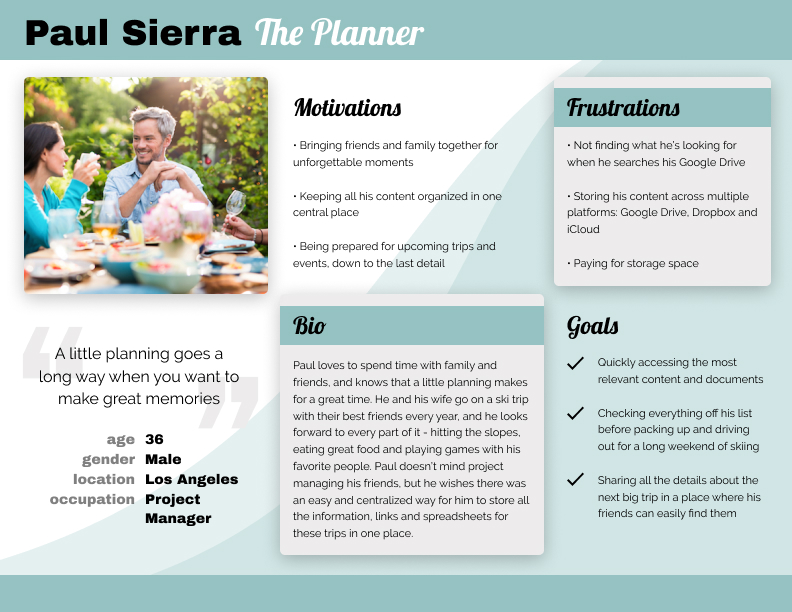 Paul Sierra The Planner
Motivations
• Bringing friends and family together for
unforgettable moments
• Keeping all his content organized in one
central place
• Being prepared for upcoming trips and
events, down to the last detail
Frustrations
• Not finding what he's looking for
when he searches his Google Drive
• Storing his content across multiple
platforms: Google Drive, Dropbox and
iCloud
• Paying for storage space
“A little planning goes a
long way when you want to
make great memories”
age 36
gender Male
location Los Angeles
occupation Project
Manager
Bio
Paul loves to spend time with family and
friends, and knows that a little planning makes
for a great time. He and his wife go on a ski trip
with their best friends every year, and he looks
forward to every part of it - hitting the slopes,
eating great food and playing games with his
favorite people. Paul doesn't mind project
managing his friends, but he wishes there was
an easy and centralized way for him to store all
the information, links and spreadsheets for
these trips in one place.
Goals
Quickly accessing the most
relevant content and documents
Checking everything off his list
before packing up and driving
out for a long weekend of skiing
Sharing all the details about the
next big trip in a place where his
friends can easily find them